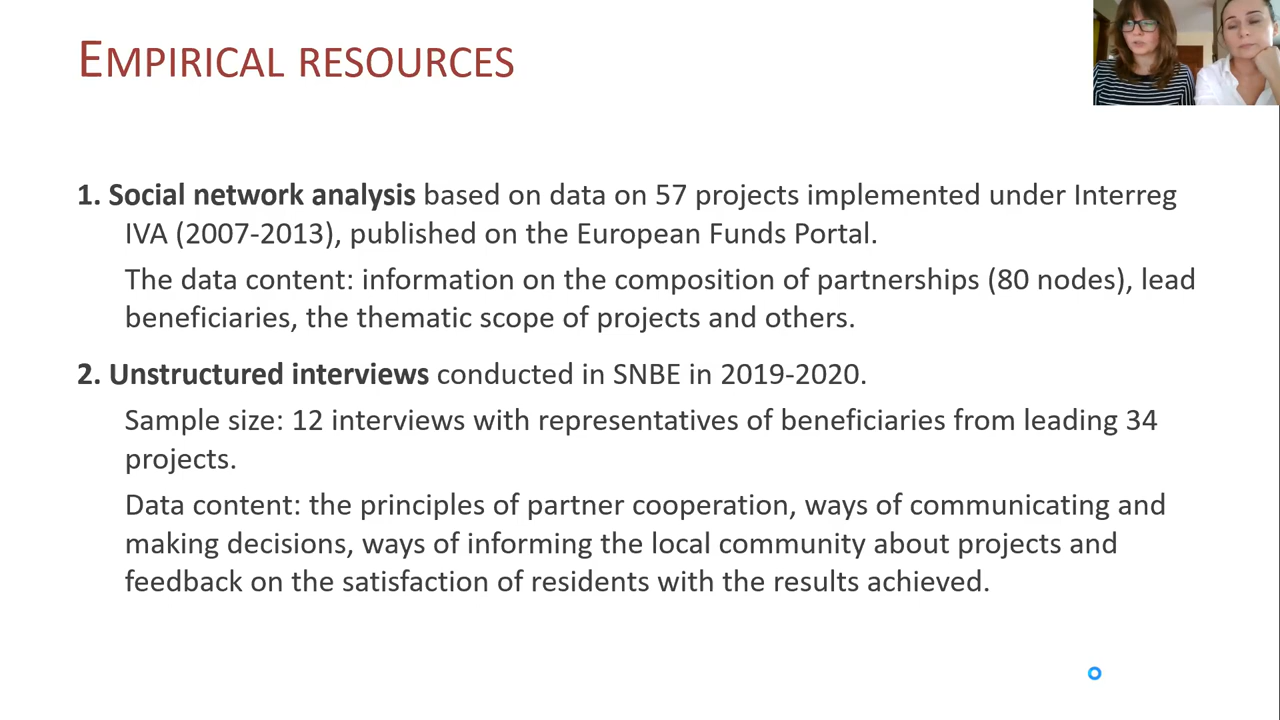 EMPIRICAL RESOURCES
1. Social network analysis based on data on 57 projects implemented under Interreg
IVA (2007-2013), published on the European Funds Portal.
The data content: information on the composition of partnerships (80 nodes), lead
beneficiaries, the thematic scope of projects and others.
2. Unstructured interviews conducted in SNBE in 2019-2020.
Sample size: 12 interviews with representatives of beneficiaries from leading 34
projects.
Data content: the principles of partner cooperation, ways of communicating and
making decisions, ways of informing the local community about projects and
feedback on the satisfaction of residents with the results achieved.